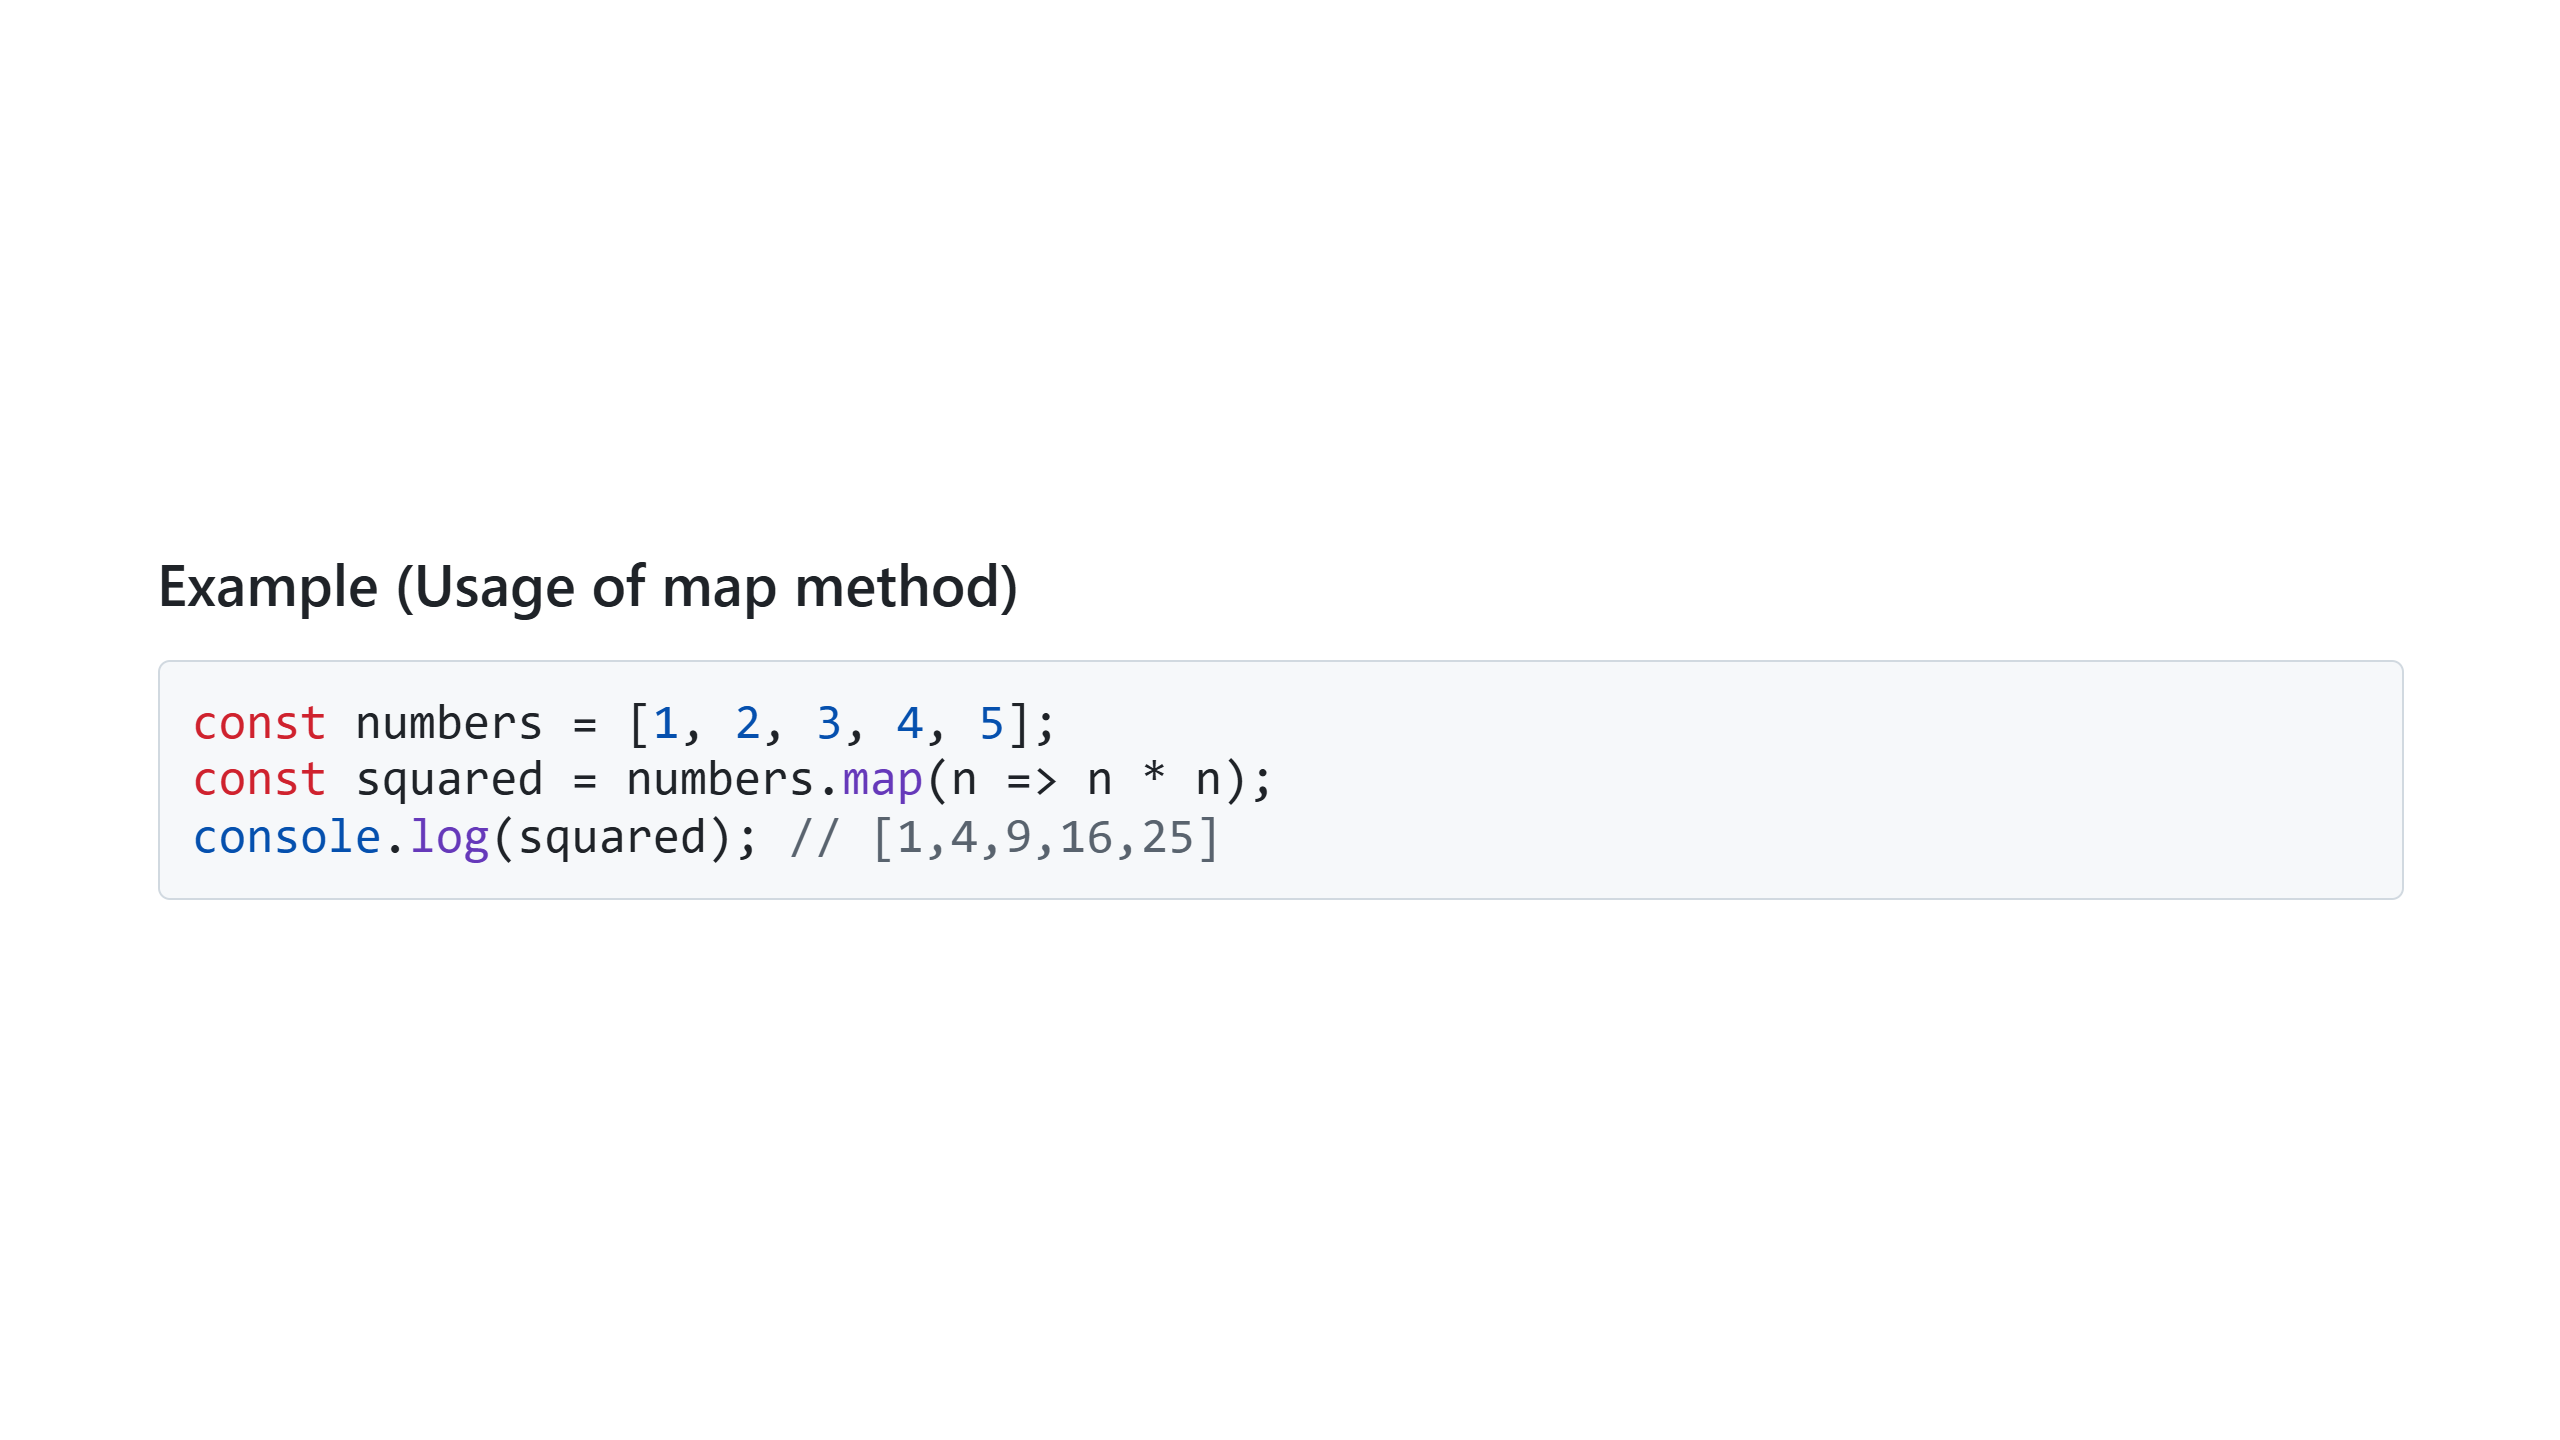 Example (Usage of map method)
const numbers = [1, 2, 3, 4, 5];
const squared = numbers.map(n => n * n);
console.log(squared); // [1,4,9,16,25]